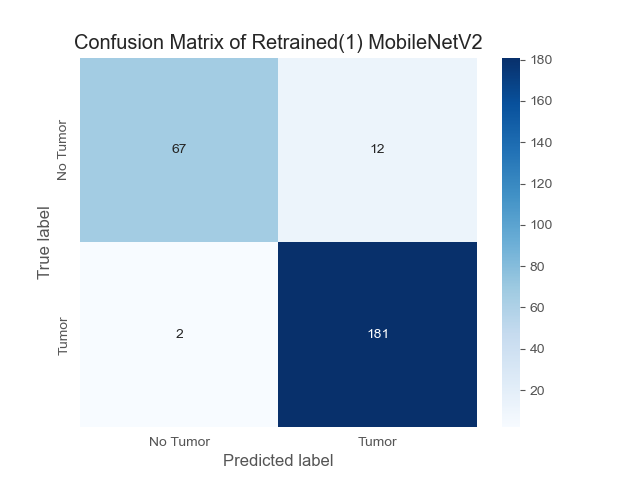 Confusion Matrix of Retrained(1) MobileNetV2
True label
No Tumor
Tumor
67
12
2
181
No Tumor
Tumor
Predicted label
180
160
140
120
100
80
60
40
20